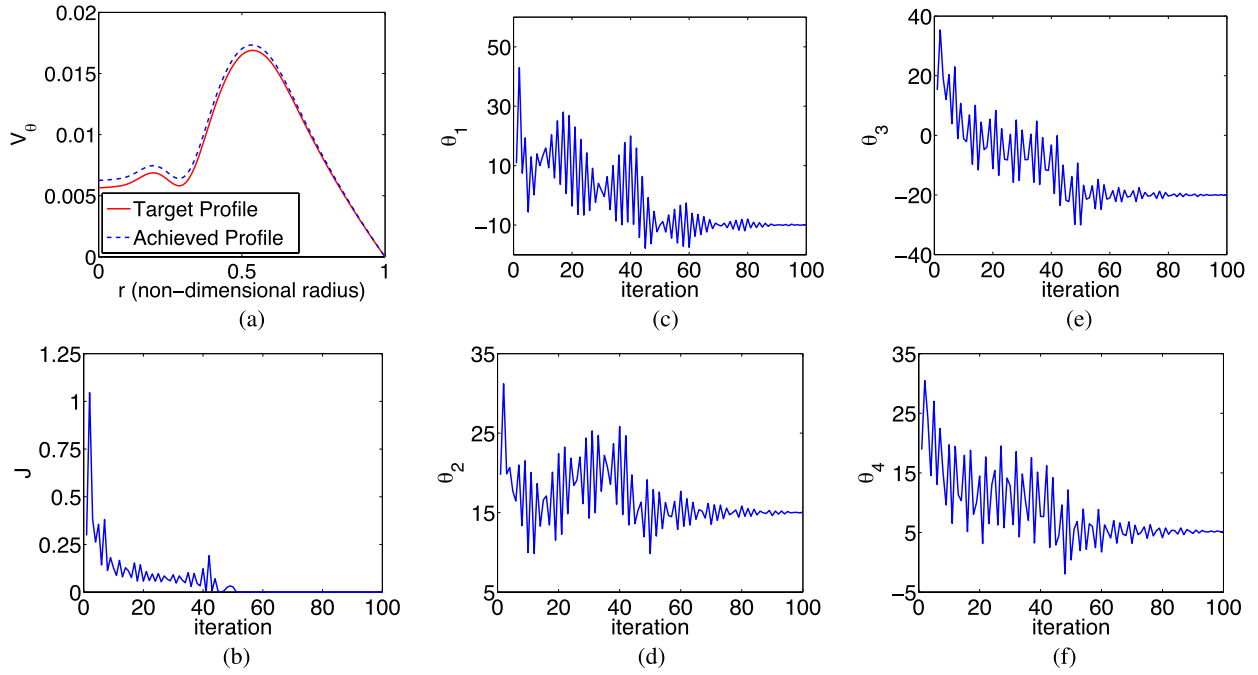 0.02
0.015
0.01
0.005
0
V_θ
Target Profile
Achieved Profile
0 0.5 1
r (non−dimensional radius)
(a)
50
30
10
−10
θ_1
0 20 40 60 80 100
iteration
(c)
40
20
0
−20
−40
θ_3
0 20 40 60 80 100
iteration
(e)
1.25
1
0.75
0.5
0.25
0
J
0 20 40 60 80 100
iteration
(b)
35
25
15
5
θ_2
0 20 40 60 80 100
iteration
(d)
35
25
15
5
−5
θ_4
0 20 40 60 80 100
iteration
(f)